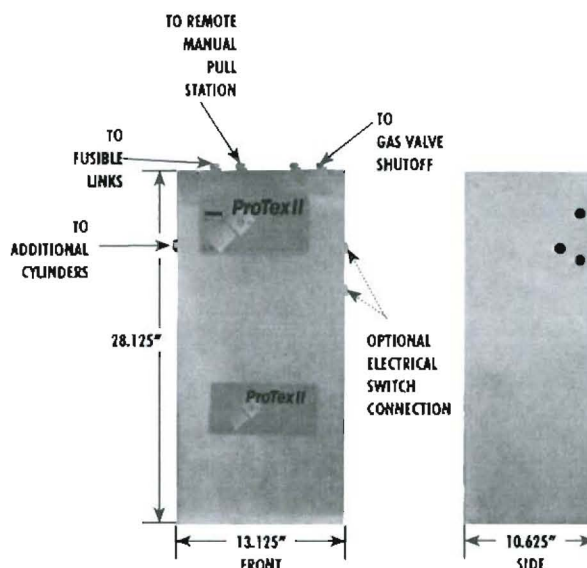 TO REMOTE
MANUAL
PULL
STATION
TO
GAS VALVE
SHUTOFF
TO
FUSIBLE
LINKS
ProTex II
TO
ADDITIONAL
CYLINDERS
28.125"
OPTIONAL
ELECTRICAL
SWITCH
CONNECTION
ProTex II
13.125"
FRONT
10.625"
SIDE